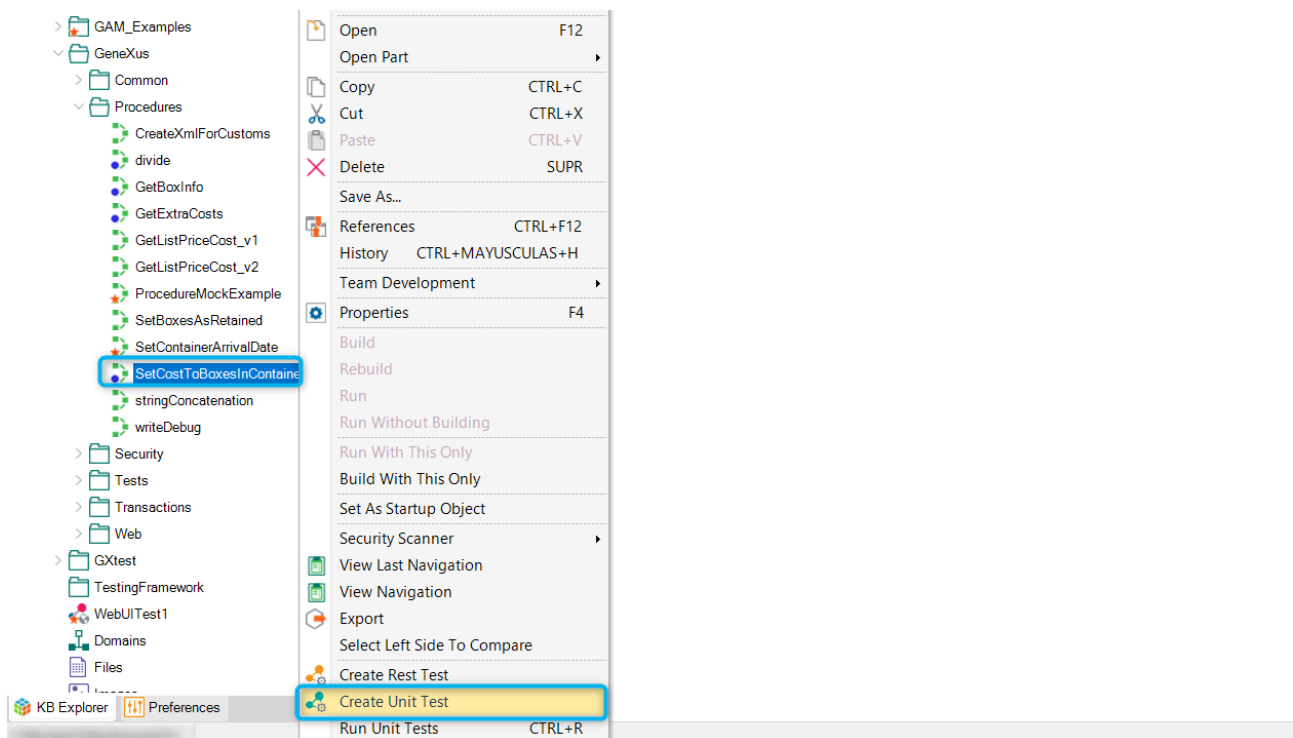 GAM_Examples
GeneXus
Common
Procedures
CreateXmlForCustoms
divide
GetBoxInfo
GetExtraCosts
GetListPriceCost_v1
GetListPriceCost_v2
ProcedureMockExample
SetBoxesAsRetained
SetContainerArrivalDate
SetCostToBoxesInContaine
stringConcatenation
writeDebug
Security
Tests
Transactions
Web
GXtest
TestingFramework
WebUITest1
Domains
Files
KB Explorer Preferences
Open F12
Open Part
Copy CTRL+C
Cut CTRL+X
Paste CTRL+V
Delete SUPR
Save As...
References CTRL+F12
History CTRL+MAYUSCULAS+H
Team Development
Properties F4
Build
Rebuild
Run
Run Without Building
Run With This Only
Build With This Only
Set As Startup Object
Security Scanner
View Last Navigation
View Navigation
Export
Select Left Side To Compare
Create Rest Test
Create Unit Test
Run Unit Tests CTRL+R